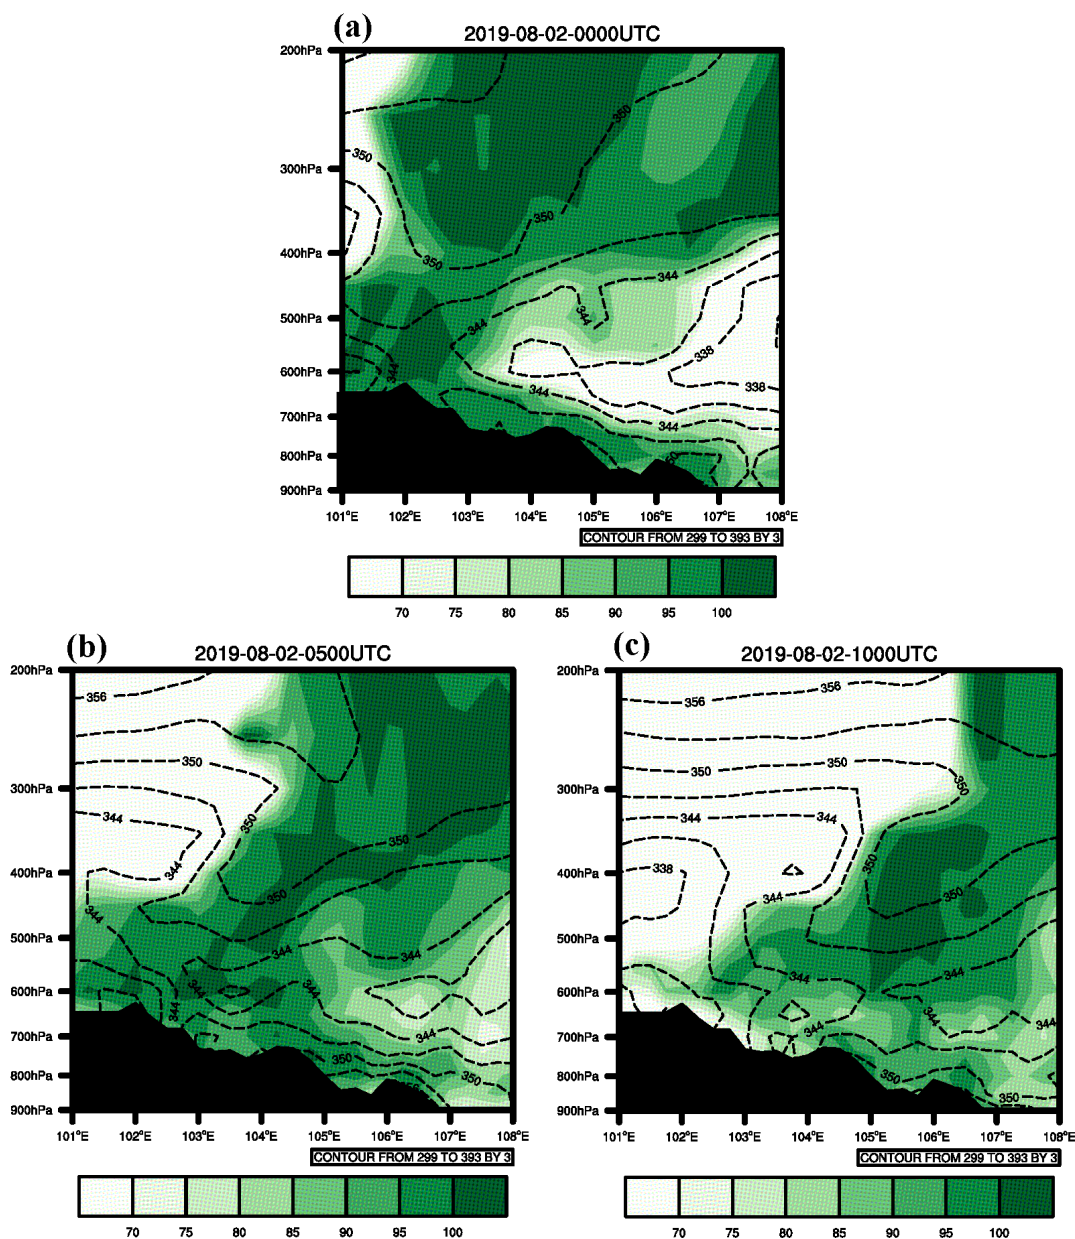 (a)
2019-08-02-0000UTC
200hPa
300hPa
400hPa
500hPa
600hPa
700hPa
800hPa
900hPa
350
350
350
350
344
344
344
344
338
338
344
344
50
101°E 102°E 103°E 104°E 105°E 106°E 107°E 108°E
CONTOUR FROM 299 TO 393 BY 3
70 75 80 85 90 95 100
(b)
2019-08-02-0500UTC
200hPa
300hPa
400hPa
500hPa
600hPa
700hPa
800hPa
900hPa
356
350
344
350
350
344
350
344
344
344
344
344
344
350
350
350
101°E 102°E 103°E 104°E 105°E 106°E 107°E 108°E
CONTOUR FROM 299 TO 393 BY 3
70 75 80 85 90 95 100
(c)
2019-08-02-1000UTC
200hPa
300hPa
400hPa
500hPa
600hPa
700hPa
800hPa
900hPa
356
356
350
350
350
344
344
338
350
350
344
344
344
344
344
350
350
101°E 102°E 103°E 104°E 105°E 106°E 107°E 108°E
CONTOUR FROM 299 TO 393 BY 3
70 75 80 85 90 95 100